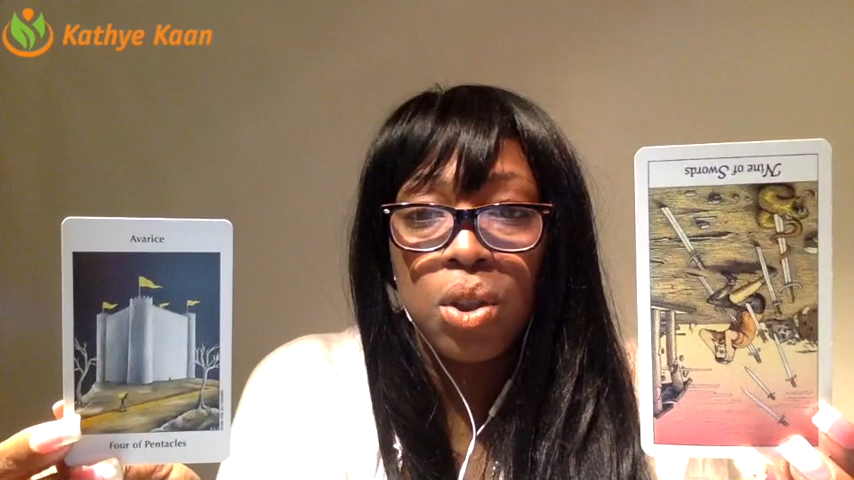 Kathye Kaan
Avarice
Four of Pentacles
Nine of Swords